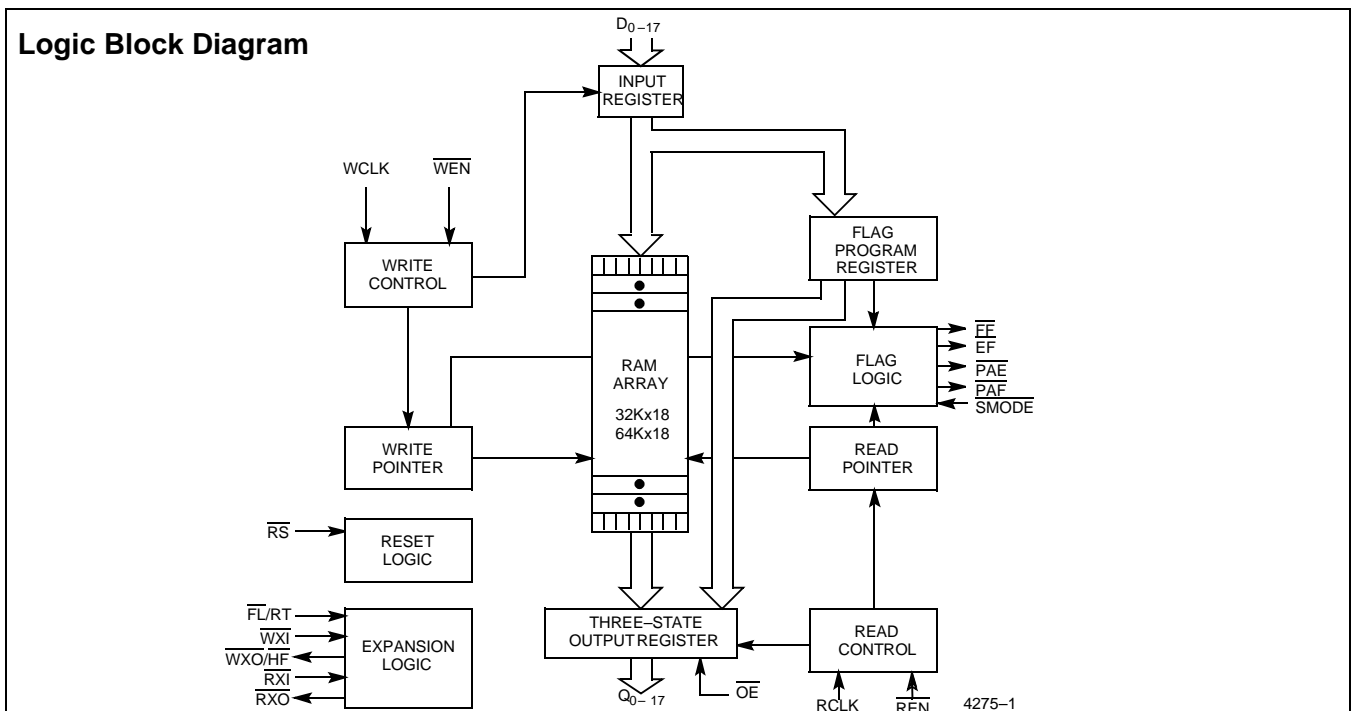 Logic Block Diagram
D0–17
INPUT
REGISTER
WCLK
WEN
WRITE
CONTROL
FLAG
PROGRAM
REGISTER
FLAG
LOGIC
FF
EF
PAE
PAF
SMODE
RAM
ARRAY
32Kx18
64Kx18
WRITE
POINTER
READ
POINTER
RS
RESET
LOGIC
FL/RT
WXI
WXO/HF
RXI
RXO
EXPANSION
LOGIC
THREE–STATE
OUTPUT REGISTER
READ
CONTROL
Q0–17
OE
RCLK
REN
4275–1